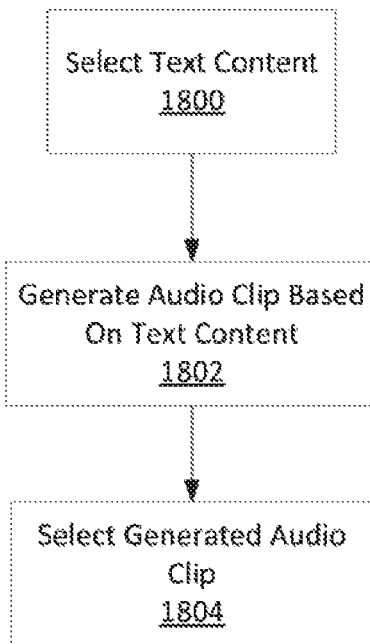 Select Text Content
1800
Generate Audio Clip Based
On Text Content
1802
Select Generated Audio
Clip
1804